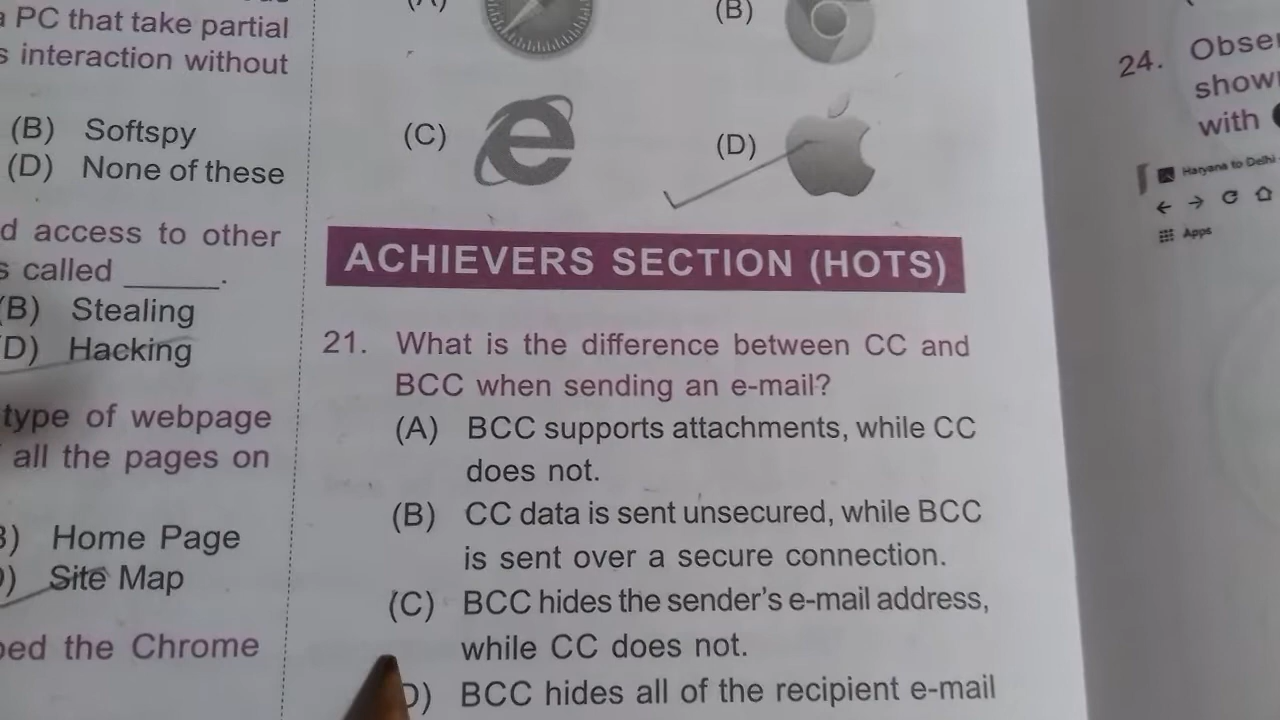 PC that take partial
interaction without
(B) Softspy
(D) None of these
access to other
called ______.
(B) Stealing
(D) Hacking
type of webpage
all the pages on
Home Page
Site Map
the Chrome
(B)
(C)
(D)
ACHIEVERS SECTION (HOTS)
21. What is the difference between CC and
BCC when sending an e-mail?
(A) BCC supports attachments, while CC
does not.
(B) CC data is sent unsecured, while BCC
is sent over a secure connection.
(C) BCC hides the sender's e-mail address,
while CC does not.
BCC hides all of the recipient e-mail
24.
with
Haryana to Delhi
Apps